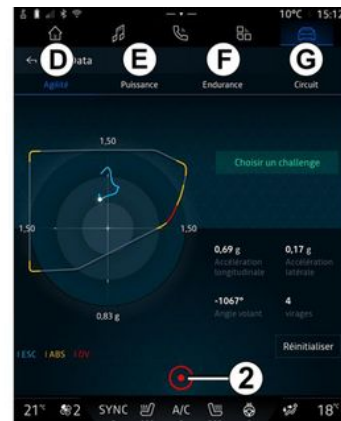 10°C 15:12
D E F G
Data
Agilité Puissance Endurance Circuit
1,50
Choisir un challenge
1,50 1,50
0,69 g 0,17 g
Accélération longitudinale Accélération latérale
-1067° 4
Angle volant virages
0,83 g
I ESC I ABS I DV
Réinitialiser
2
21° 2 SYNC A/C 18°